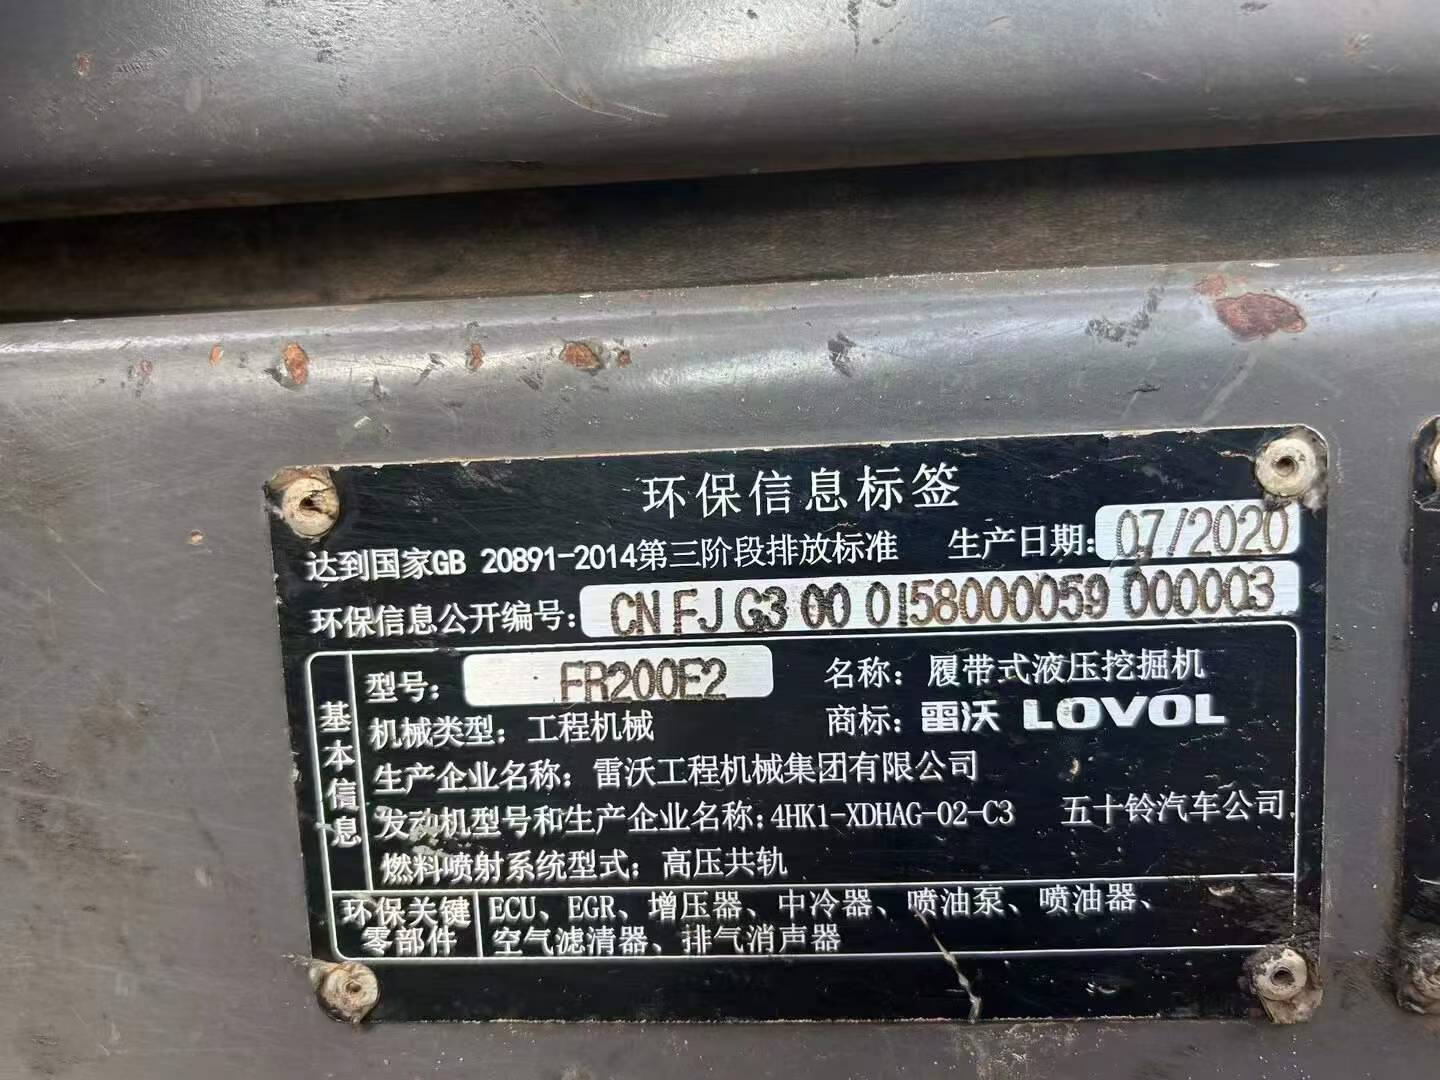 环保信息标签
达到国家GB 20891-2014第三阶段排放标准 生产日期:07/2020
环保信息公开编号: CN FJ G3 00 0158000059 000003
基本信息
型号: FR200E2 名称: 履带式液压挖掘机
机械类型: 工程机械 商标: 雷沃 LOVOL
生产企业名称: 雷沃工程机械集团有限公司
发动机型号和生产企业名称: 4HK1-XDHAG-02-C3 五十铃汽车公司
燃料喷射系统型式: 高压共轨
环保关键零部件 ECU、EGR、增压器、中冷器、喷油泵、喷油器、
空气滤清器、排气消声器